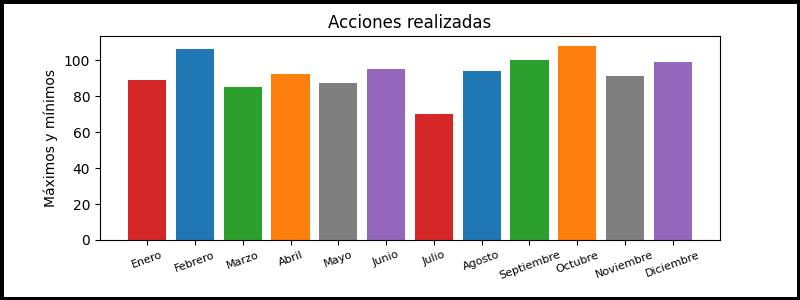 Acciones realizadas
Máximos y mínimos
100
80
60
40
20
0
Enero
Febrero
Marzo
Abril
Mayo
Junio
Julio
Agosto
Septiembre
Octubre
Noviembre
Diciembre